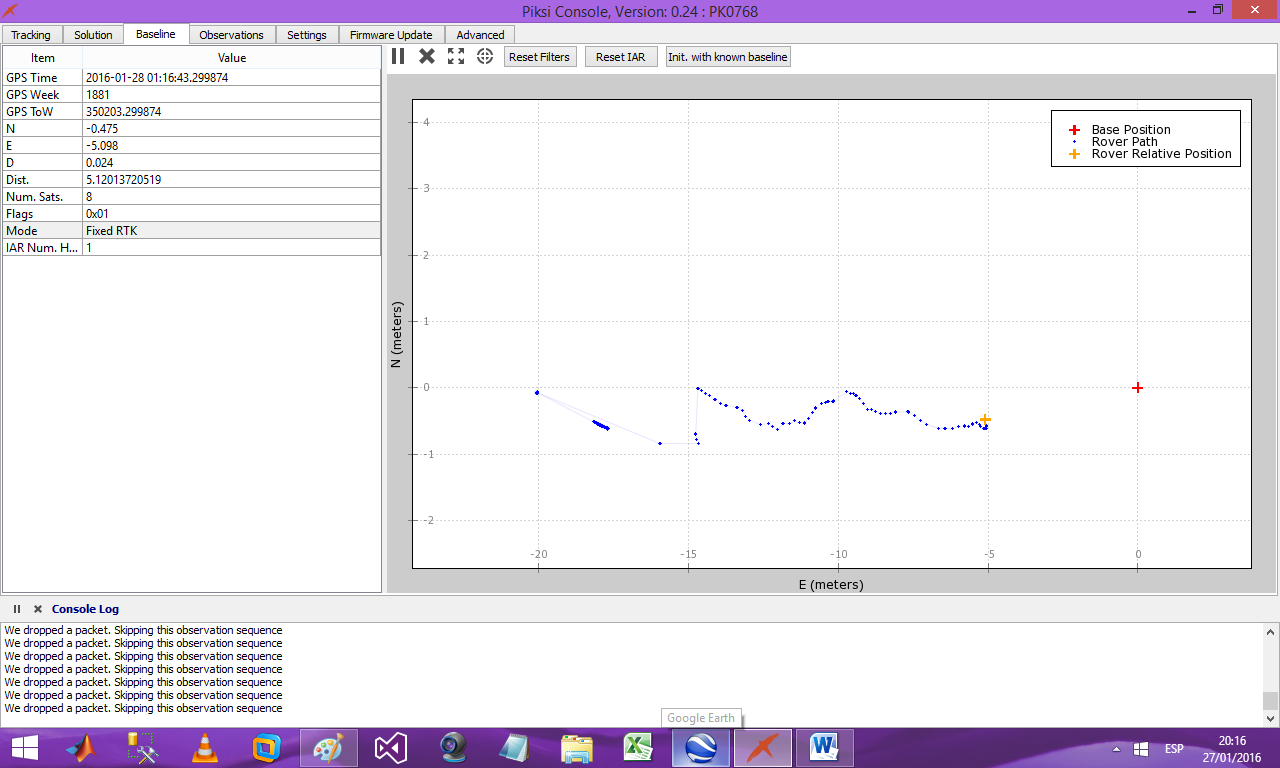 Piksi Console, Version: 0.24 : PK0768
Tracking Solution Baseline Observations Settings Firmware Update Advanced
Item Value
GPS Time 2016-01-28 01:16:43.299874
GPS Week 1881
GPS ToW 350203.299874
N -0.475
E -5.098
D 0.024
Dist. 5.12013720519
Num. Sats. 8
Flags 0x01
Mode Fixed RTK
IAR Num. H... 1
Reset Filters Reset IAR Init. with known baseline
Base Position
Rover Path
Rover Relative Position
4
3
2
1
0
-1
-2
N (meters)
-20 -15 -10 -5 0
E (meters)
Console Log
We dropped a packet. Skipping this observation sequence
We dropped a packet. Skipping this observation sequence
We dropped a packet. Skipping this observation sequence
We dropped a packet. Skipping this observation sequence
We dropped a packet. Skipping this observation sequence
We dropped a packet. Skipping this observation sequence
We dropped a packet. Skipping this observation sequence
Google Earth
ESP
20:16
27/01/2016